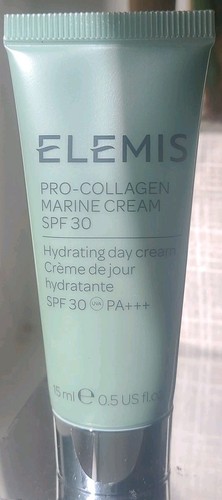 ELEMIS
PRO-COLLAGEN
MARINE CREAM
SPF 30
Hydrating day cream
Crème de jour
hydratante
SPF 30 UVA PA+++
15 ml e 0.5 US fl.oz